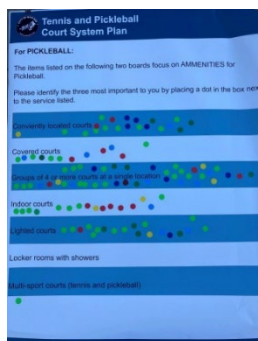 Tennis and Pickleball
Court System Plan
For PICKLEBALL:
The items listed on the following two boards focus on AMMENITIES for
Pickleball.
Please identify the three most important to you by placing a dot in the box next
to the service listed.
Conviently located courts
Covered courts
Groups of 4 or more courts at a single location
Indoor courts
Lighted courts
Locker rooms with showers
Multi-sport courts (tennis and pickleball)